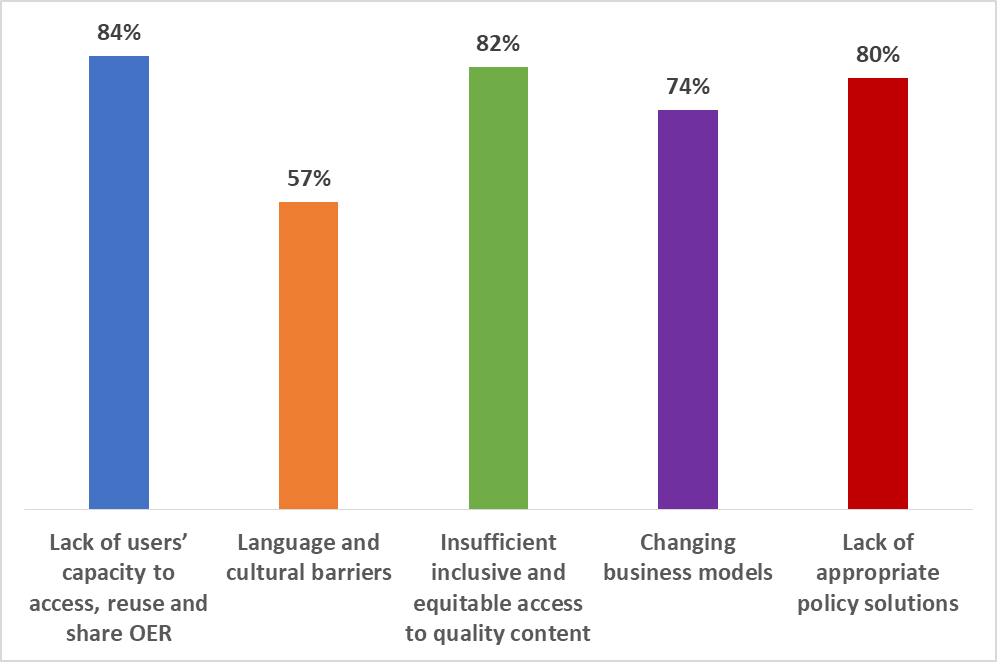 84%
57%
82%
74%
80%
Lack of users’
capacity to
access, reuse and
share OER
Language and
cultural barriers
Insufficient
inclusive and
equitable access
to quality content
Changing
business models
Lack of
appropriate
policy solutions